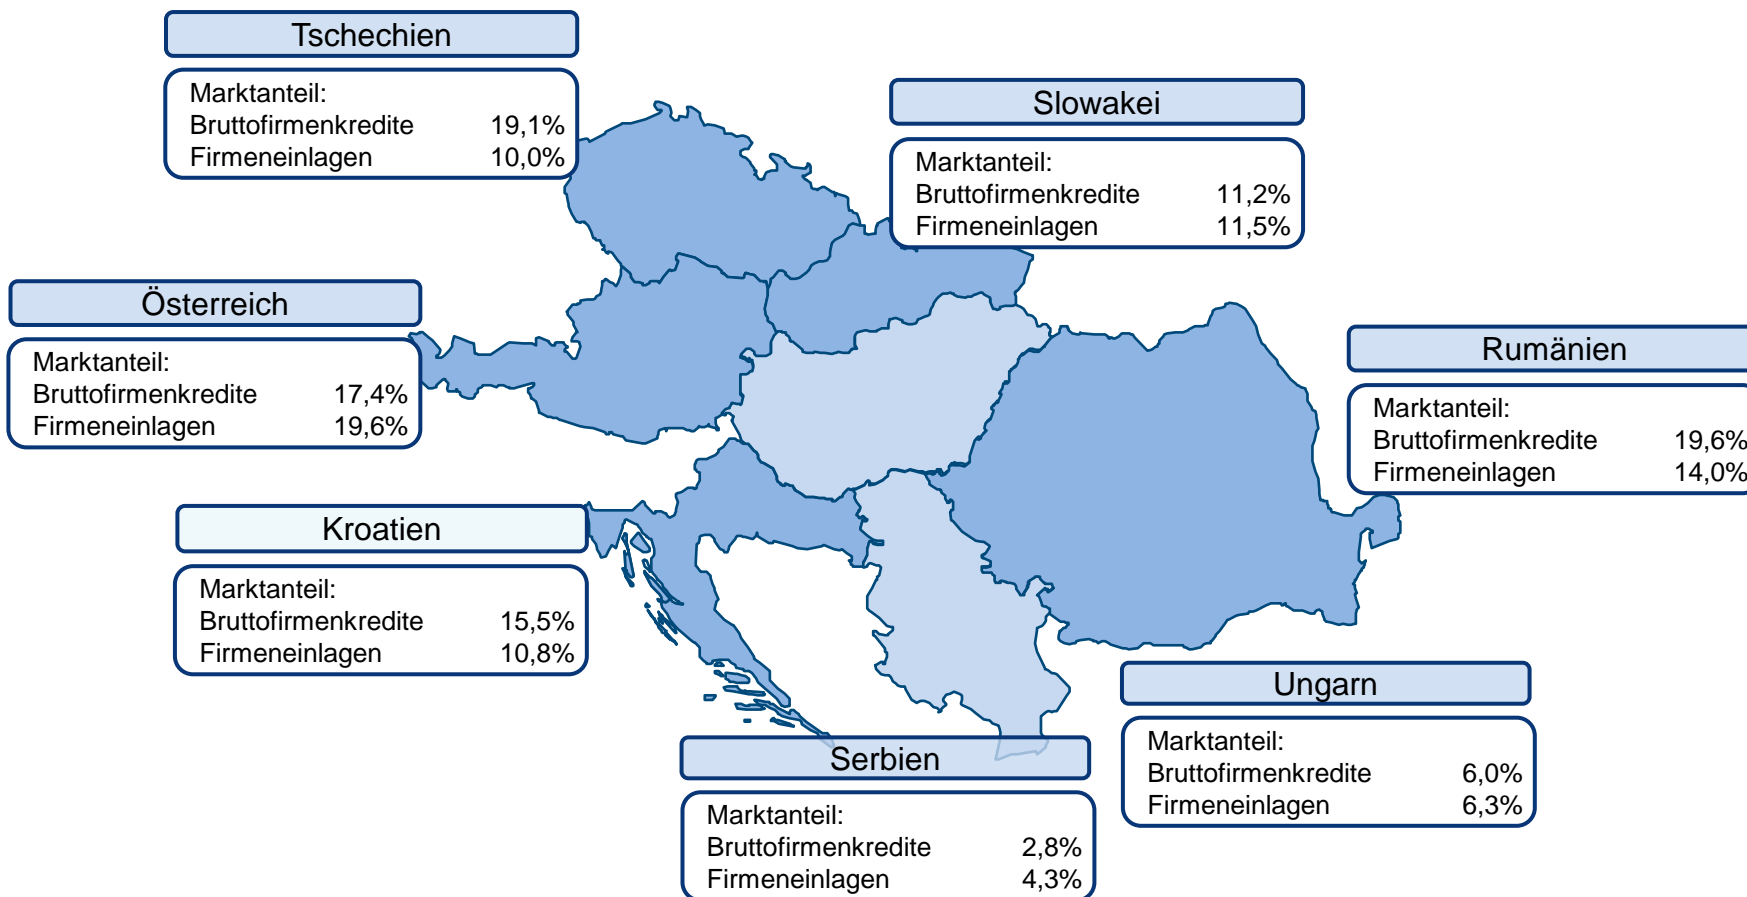 Tschechien
Marktanteil:
Bruttofirmenkredite 19,1%
Firmeneinlagen 10,0%
Slowakei
Marktanteil:
Bruttofirmenkredite 11,2%
Firmeneinlagen 11,5%
Österreich
Marktanteil:
Bruttofirmenkredite 17,4%
Firmeneinlagen 19,6%
Rumänien
Marktanteil:
Bruttofirmenkredite 19,6%
Firmeneinlagen 14,0%
Kroatien
Marktanteil:
Bruttofirmenkredite 15,5%
Firmeneinlagen 10,8%
Ungarn
Marktanteil:
Bruttofirmenkredite 6,0%
Firmeneinlagen 6,3%
Serbien
Marktanteil:
Bruttofirmenkredite 2,8%
Firmeneinlagen 4,3%